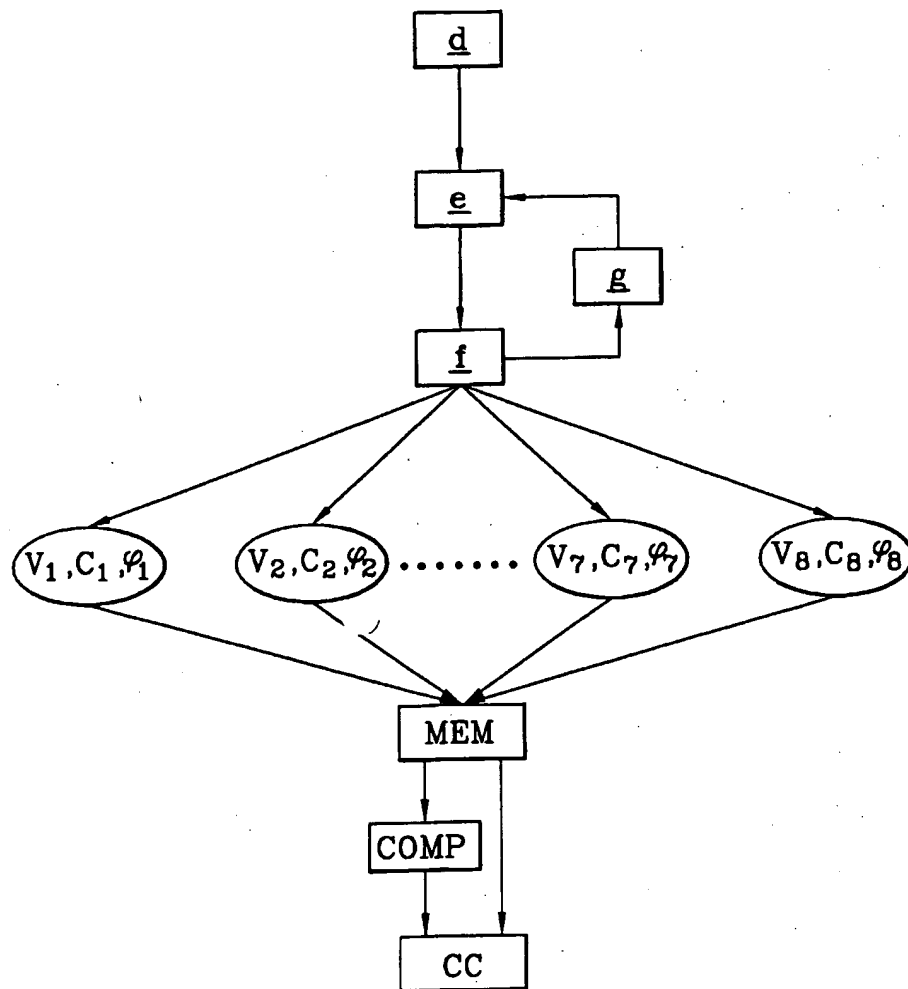 d
e
g
f
V1,C1,φ1
V2,C2,φ2 ....... V7,C7,φ7
V8,C8,φ8
MEM
COMP
CC